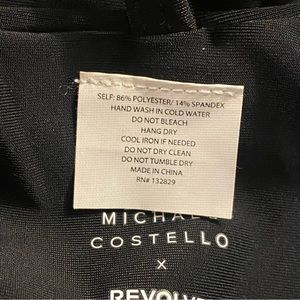 SELF: 86% POLYESTER/ 14% SPANDEX
HAND WASH IN COLD WATER
DO NOT BLEACH
HANG DRY
COOL IRON IF NEEDED
DO NOT DRY CLEAN
DO NOT TUMBLE DRY
MADE IN CHINA
RN# 132829
MICHAEL
COSTELLO
X
REVOLVE